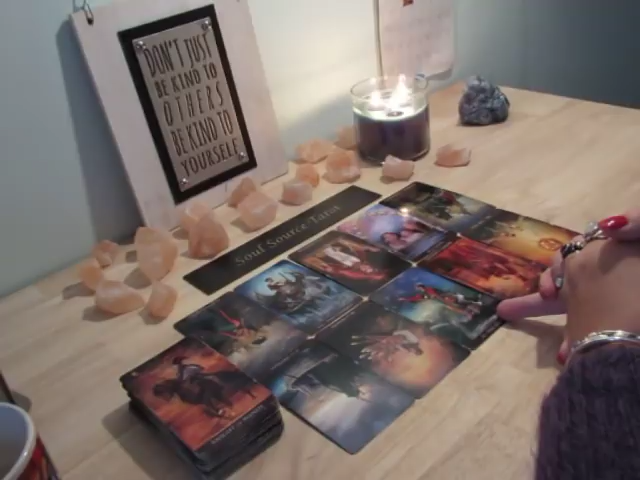 DON'T JUST
BE KIND TO
OTHERS
BE KIND TO
YOURSELF
Soul Source Tarot